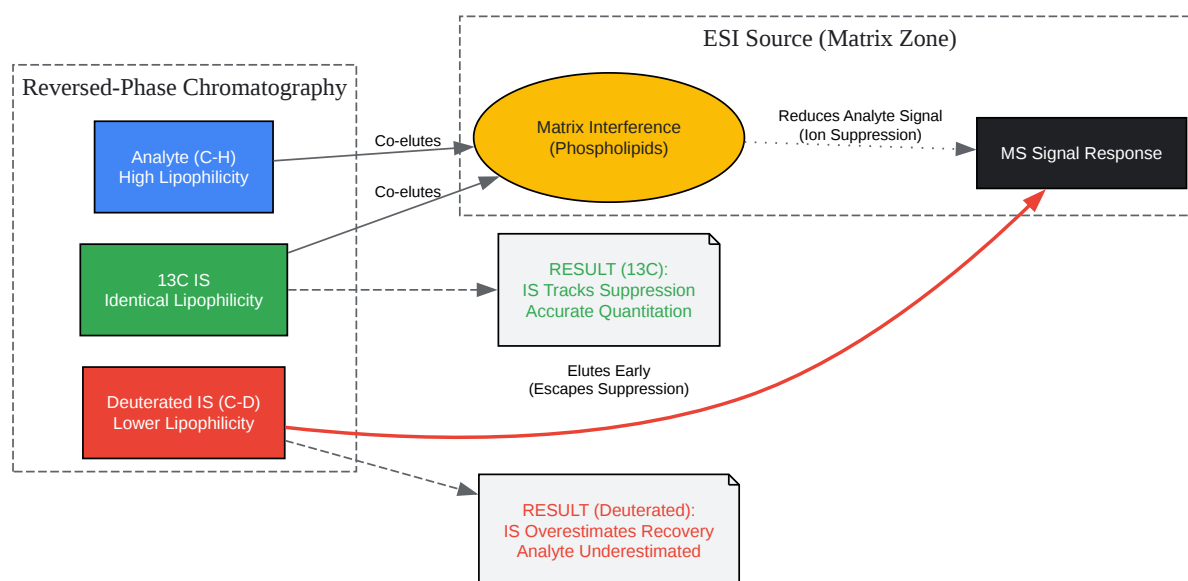 ESI Source (Matrix Zone)
Reversed-Phase Chromatography
Analyte (C-H)
High Lipophilicity
Co-elutes
Matrix Interference
(Phospholipids)
Reduces Analyte Signal
(Ion Suppression)
MS Signal Response
Co-elutes
13C IS
Identical Lipophilicity
RESULT (13C):
IS Tracks Suppression
Accurate Quantitation
Elutes Early
(Escapes Suppression)
Deuterated IS (C-D)
Lower Lipophilicity
RESULT (Deuterated):
IS Overestimates Recovery
Analyte Underestimated